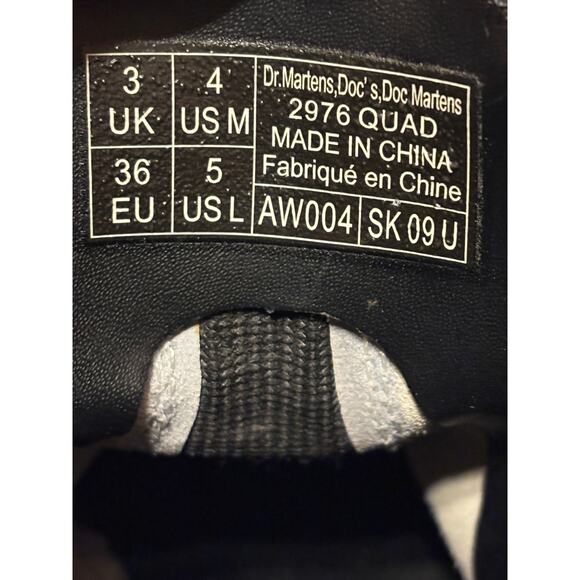 3 UK
4 US M
36 EU
5 US L
Dr.Martens,Doc's,Doc Martens
2976 QUAD
MADE IN CHINA
Fabriqué en Chine
AW004
SK 09 U